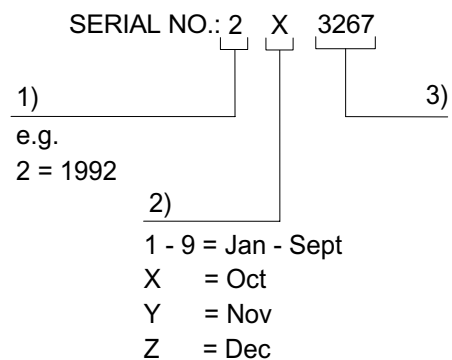 SERIAL NO.: 2 X 3267
1)
3)
e.g.
2 = 1992
2)
1 - 9 = Jan - Sept
X = Oct
Y = Nov
Z = Dec